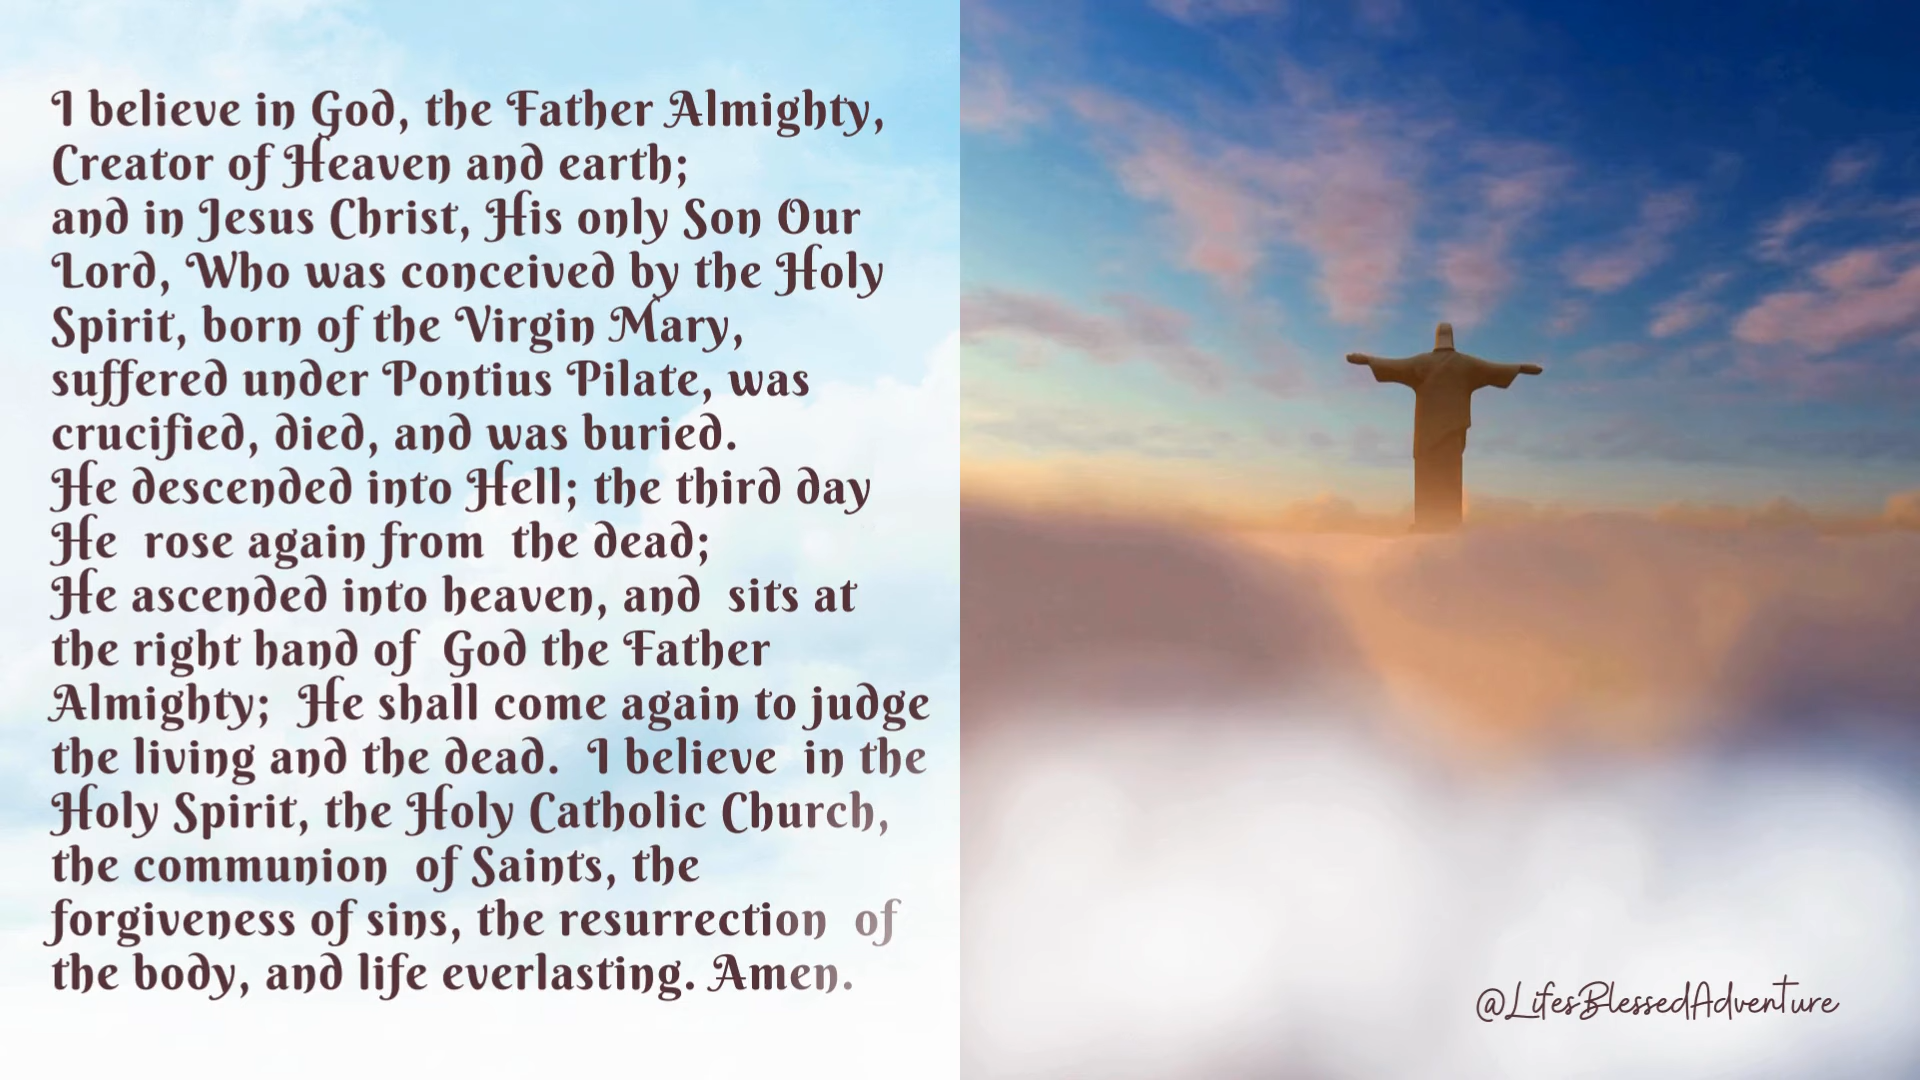 I believe in God, the Father Almighty,
Creator of Heaven and earth;
and in Jesus Christ, His only Son Our
Lord, Who was conceived by the Holy
Spirit, born of the Virgin Mary,
suffered under Pontius Pilate, was
crucified, died, and was buried.
He descended into Hell; the third day
He rose again from the dead;
He ascended into heaven, and sits at
the right hand of God the Father
Almighty; He shall come again to judge
the living and the dead. I believe in the
Holy Spirit, the Holy Catholic Church,
the communion of Saints, the
forgiveness of sins, the resurrection of
the body, and life everlasting. Amen.
@LifesBlessedAdventure